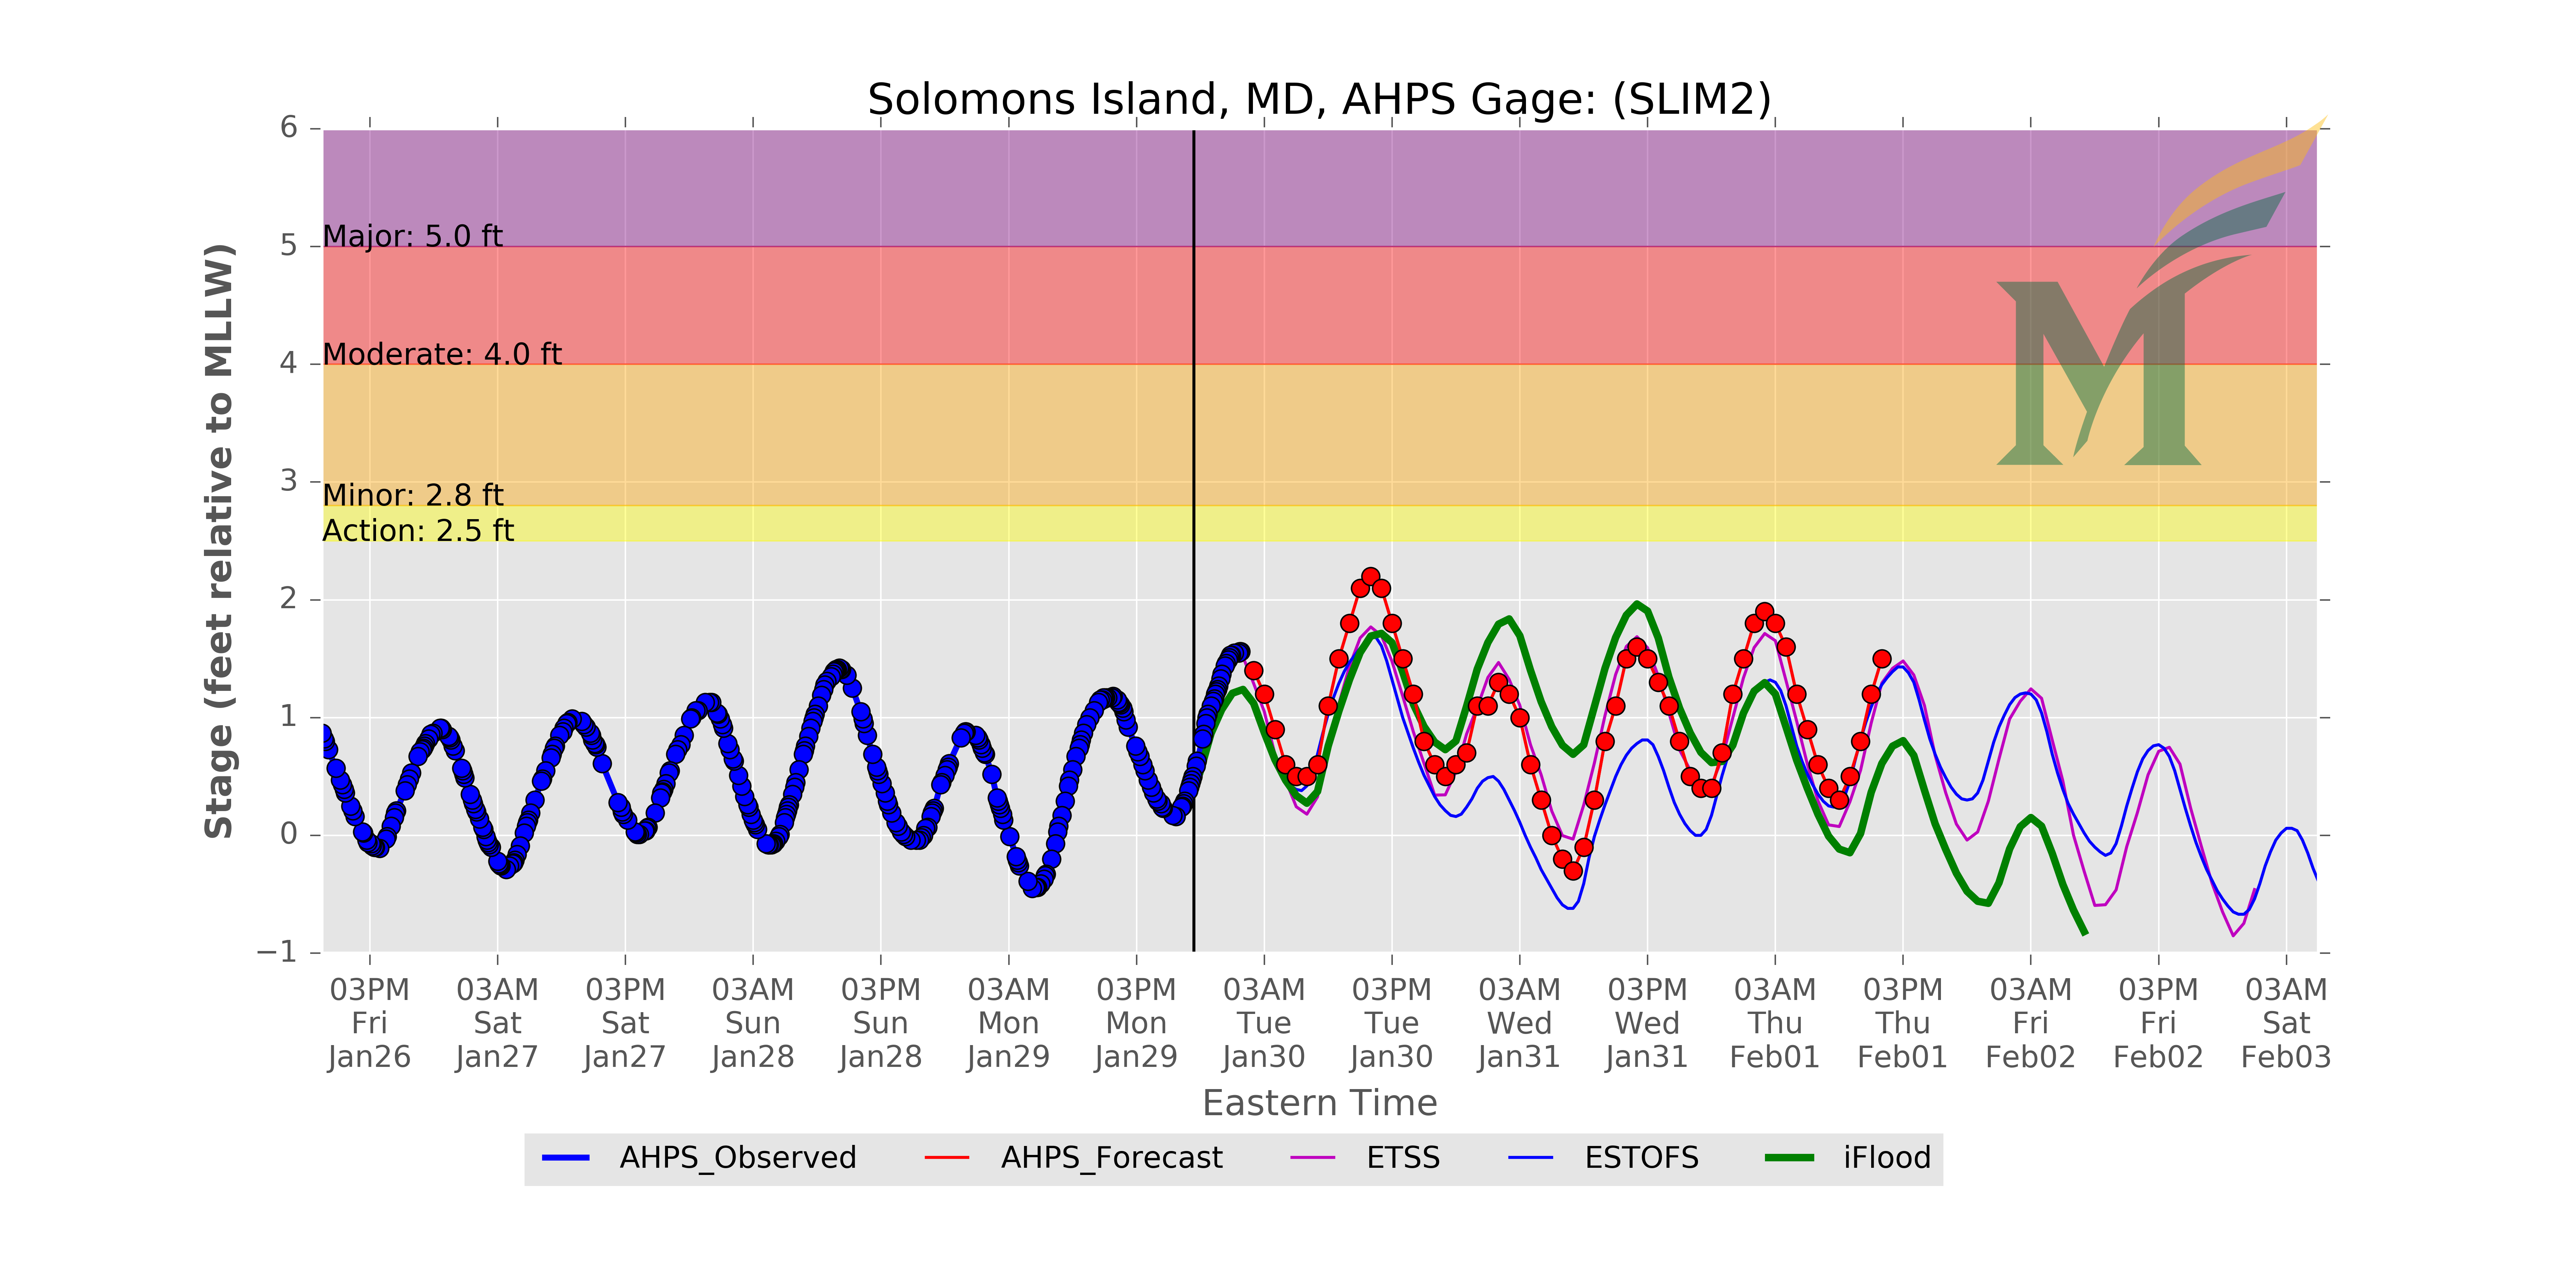 Solomons Island, MD, AHPS Gage: (SLIM2)
Stage (feet relative to MLLW)
6
5
4
3
2
1
0
−1
Major: 5.0 ft
Moderate: 4.0 ft
Minor: 2.8 ft
Action: 2.5 ft
M
03PM 03AM 03PM 03AM 03PM 03AM 03PM 03AM 03PM 03AM 03PM 03AM 03PM 03AM 03PM 03AM
Fri Sat Sat Sun Sun Mon Mon Tue Tue Wed Wed Thu Thu Fri Fri Sat
Jan26 Jan27 Jan27 Jan28 Jan28 Jan29 Jan29 Jan30 Jan30 Jan31 Jan31 Feb01 Feb01 Feb02 Feb02 Feb03
Eastern Time
AHPS_Observed AHPS_Forecast ETSS ESTOFS iFlood